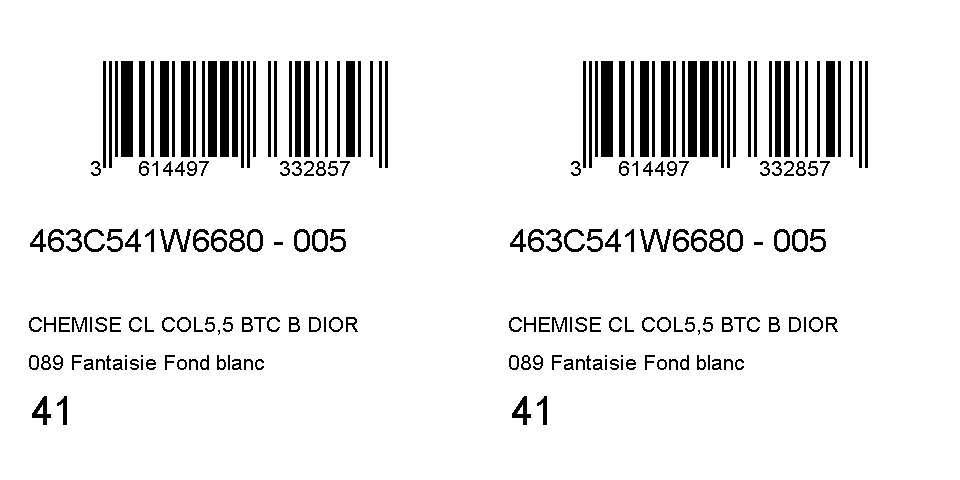 3 614497 332857
463C541W6680 - 005
CHEMISE CL COL5,5 BTC B DIOR
089 Fantaisie Fond blanc
41
3 614497 332857
463C541W6680 - 005
CHEMISE CL COL5,5 BTC B DIOR
089 Fantaisie Fond blanc
41